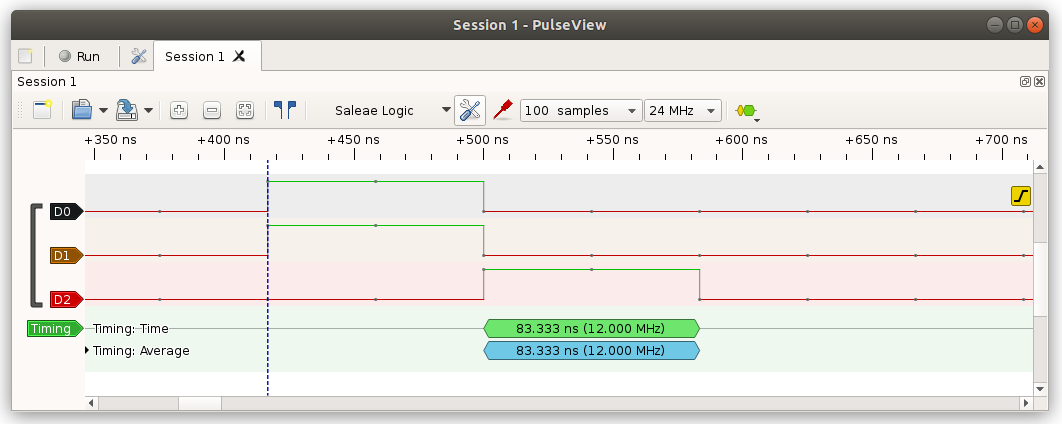 Session 1 - PulseView
Run
Session 1
Session 1
Saleae Logic
100 samples
24 MHz
+350 ns +400 ns +450 ns +500 ns +550 ns +600 ns +650 ns +700 ns
D0
D1
D2
Timing Timing: Time 83.333 ns (12.000 MHz)
Timing: Average 83.333 ns (12.000 MHz)